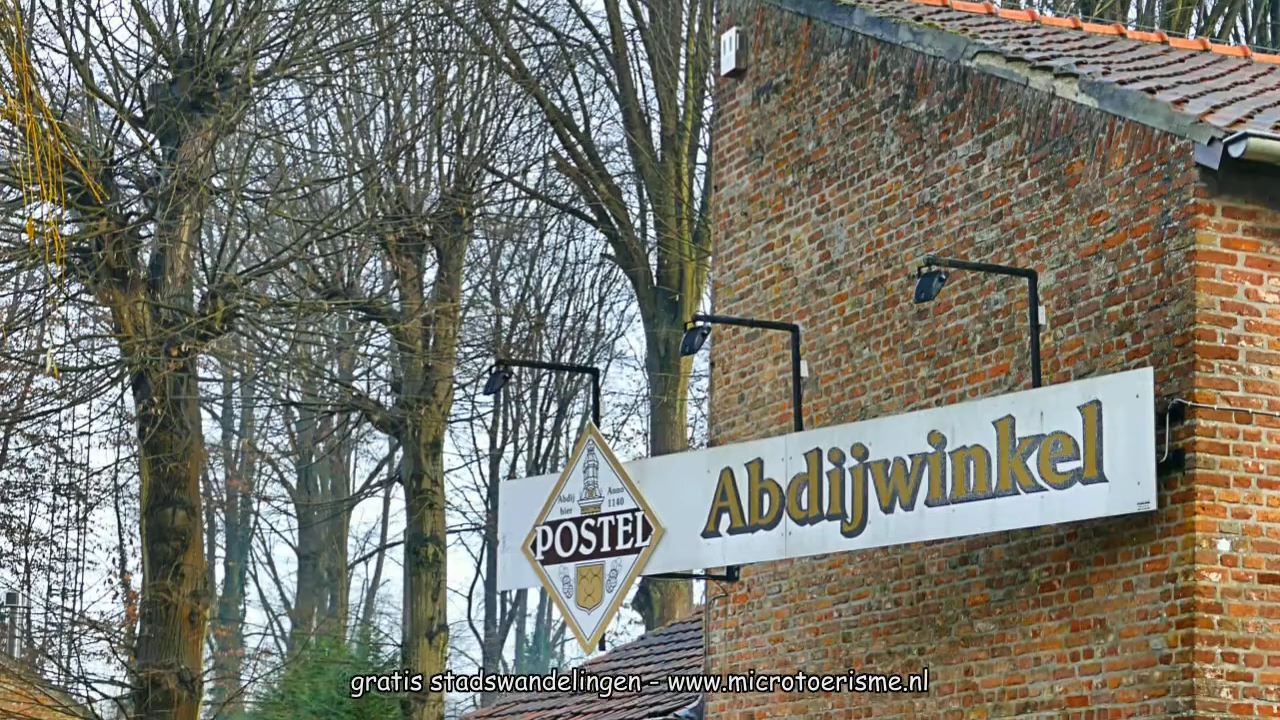 Abdij Anno
bier 1140
POSTEL
Abdijwinkel
gratis stadswandelingen - www.microtoerisme.nl